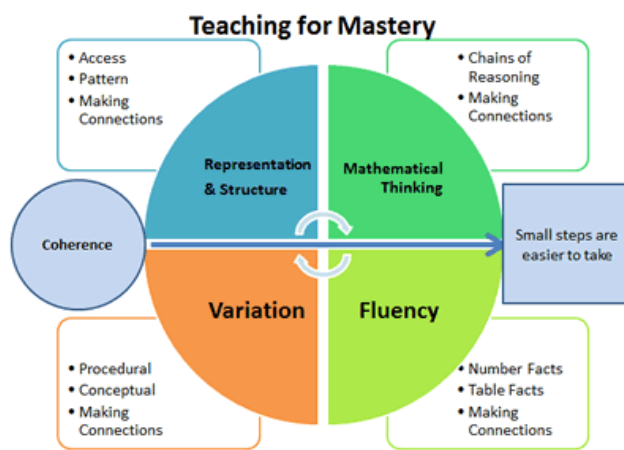 Teaching for Mastery
• Access
• Pattern
• Making
Connections
• Chains of
Reasoning
• Making
Connections
Representation
& Structure
Mathematical
Thinking
Coherence
Small steps are
easier to take
Variation
Fluency
• Procedural
• Conceptual
• Making
Connections
• Number Facts
• Table Facts
• Making
Connections